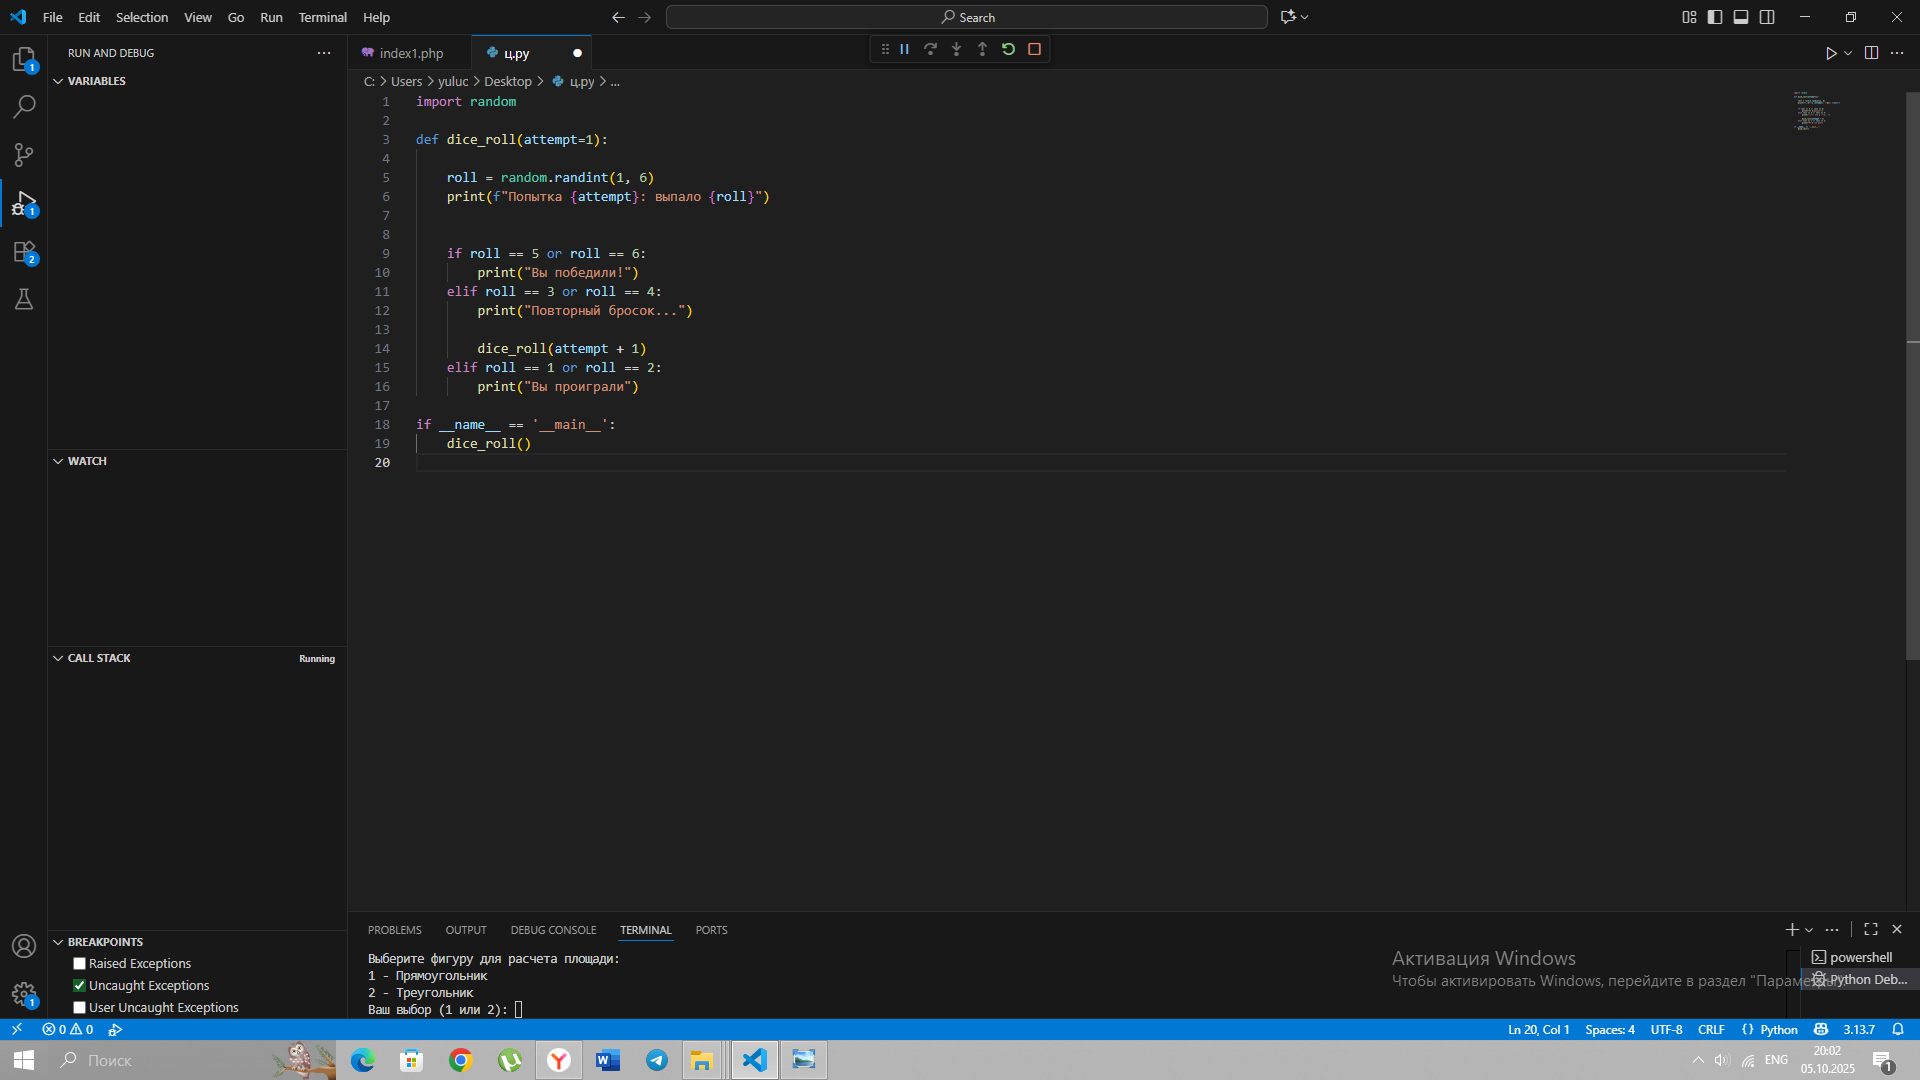 File Edit Selection View Go Run Terminal Help
Search
RUN AND DEBUG
index1.php
ц.py
VARIABLES
C: > Users > yuluc > Desktop > ц.py > ...
1 import random
2
3 def dice_roll(attempt=1):
4
5 roll = random.randint(1, 6)
6 print(f"Попытка {attempt}: выпало {roll}")
7
8
9 if roll == 5 or roll == 6:
10 print("Вы победили!")
11 elif roll == 3 or roll == 4:
12 print("Повторный бросок...")
13
14 dice_roll(attempt + 1)
15 elif roll == 1 or roll == 2:
16 print("Вы проиграли")
17
18 if __name__ == '__main__':
19 dice_roll()
20
WATCH
CALL STACK
Running
BREAKPOINTS
Raised Exceptions
Uncaught Exceptions
User Uncaught Exceptions
PROBLEMS OUTPUT DEBUG CONSOLE TERMINAL PORTS
Выберите фигуру для расчета площади:
1 - Прямоугольник
2 - Треугольник
Ваш выбор (1 или 2):
powershell
Python Deb...
Активация Windows
Чтобы активировать Windows, перейдите в раздел "Параметры".
0 0
Ln 20, Col 1 Spaces: 4 UTF-8 CRLF {} Python 3.13.7
Поиск
ENG
20:02
05.10.2025
1